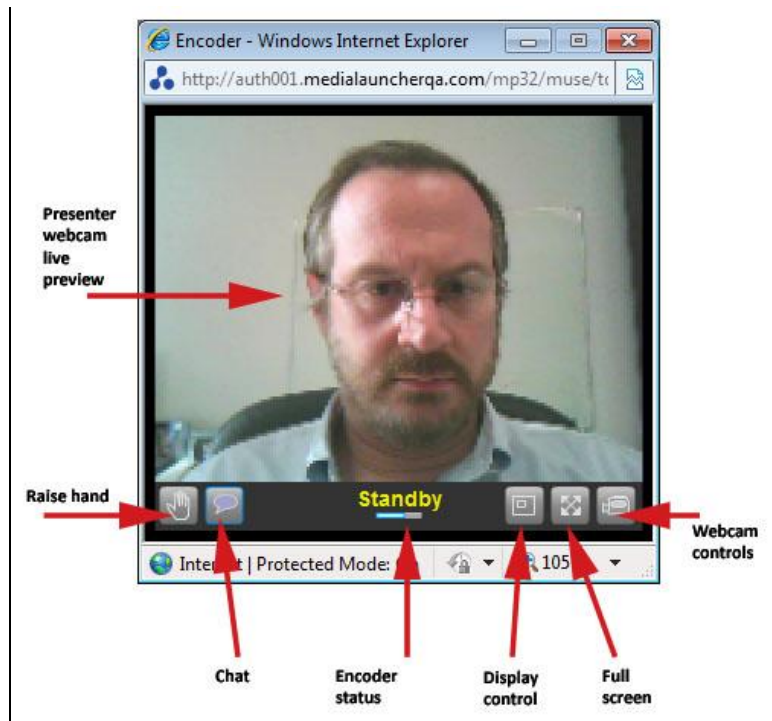 Encoder - Windows Internet Explorer
http://auth001.medialauncherqa.com/mp32/muse/tc
Presenter
webcam
live
preview
Raise hand
Standby
Webcam
controls
Internet | Protected Mode:
105
Chat
Encoder
status
Display
control
Full
screen